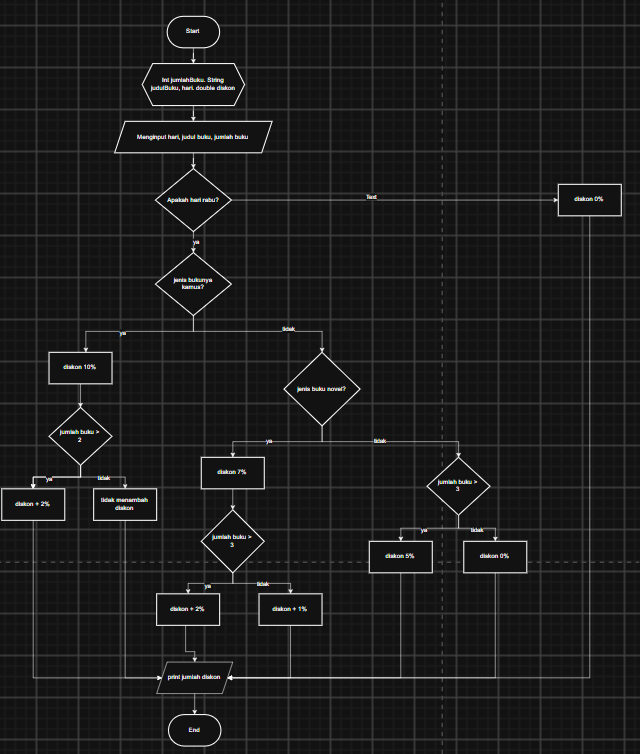 Start
Int jumlahBuku. String
judulBuku, hari. double diskon
Menginput hari, judul buku, jumlah buku
Apakah hari rabu?
Text
diskon 0%
ya
jenis bukunya
kamus?
ya
tidak
diskon 10%
jenis buku novel?
jumlah buku >
2
ya
tidak
diskon + 2%
tidak menambah
diskon
ya
tidak
diskon 7%
jumlah buku >
3
jumlah buku >
3
ya
tidak
diskon 5%
diskon 0%
ya
tidak
diskon + 2%
diskon + 1%
print jumlah diskon
End